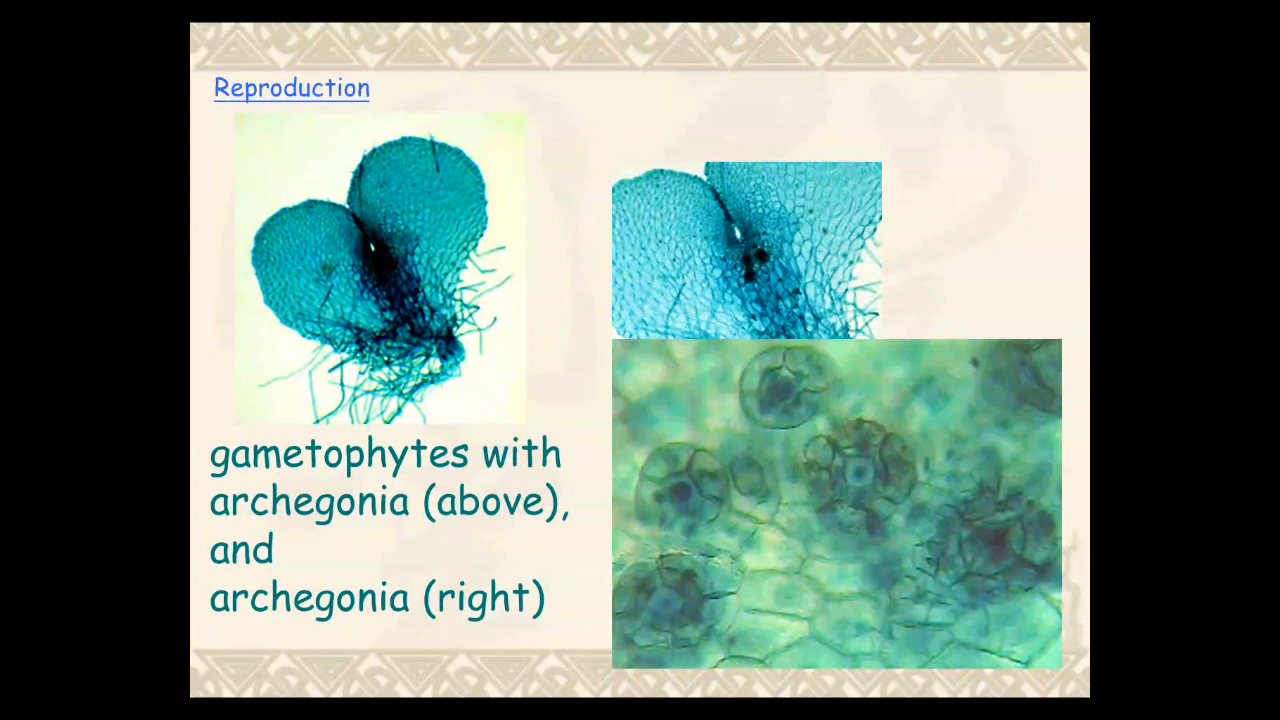 Reproduction
gametophytes with
archegonia (above),
and
archegonia (right)